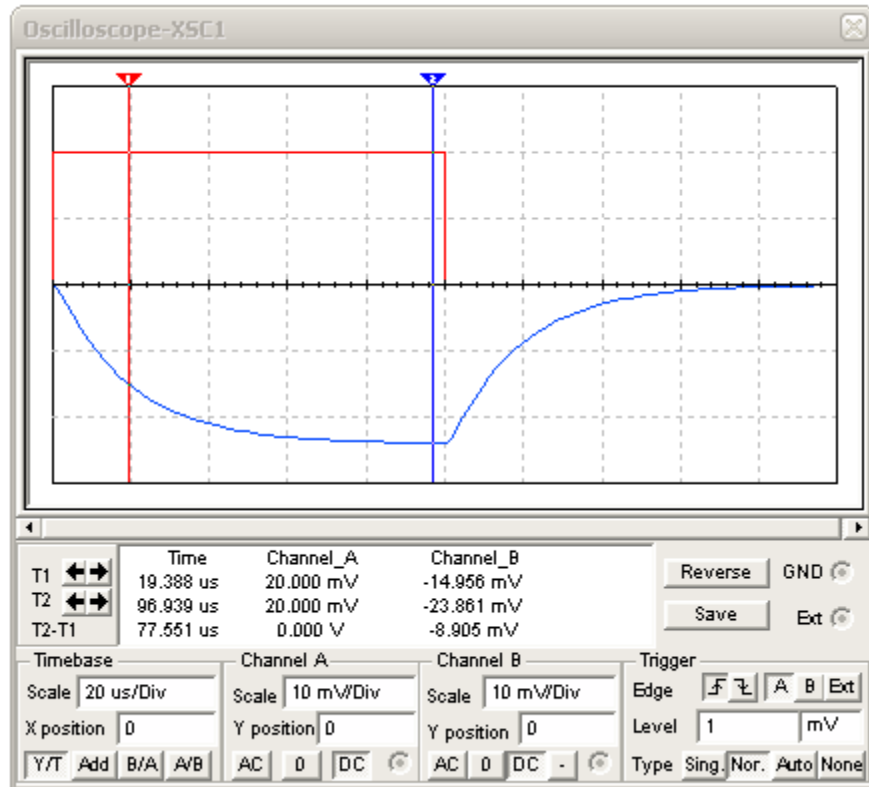 Oscilloscope-XSC1
1 2
Time Channel_A Channel_B
T1 19.388 us 20.000 mV -14.956 mV
T2 96.939 us 20.000 mV -23.861 mV
T2-T1 77.551 us 0.000 V -8.905 mV
Reverse GND
Save Ext
Timebase Channel A Channel B Trigger
Scale 20 us/Div Scale 10 mV/Div Scale 10 mV/Div Edge A B Ext
X position 0 Y position 0 Y position 0 Level 1 mV
Y/T Add B/A A/B AC 0 DC AC 0 DC - Type Sing. Nor. Auto None